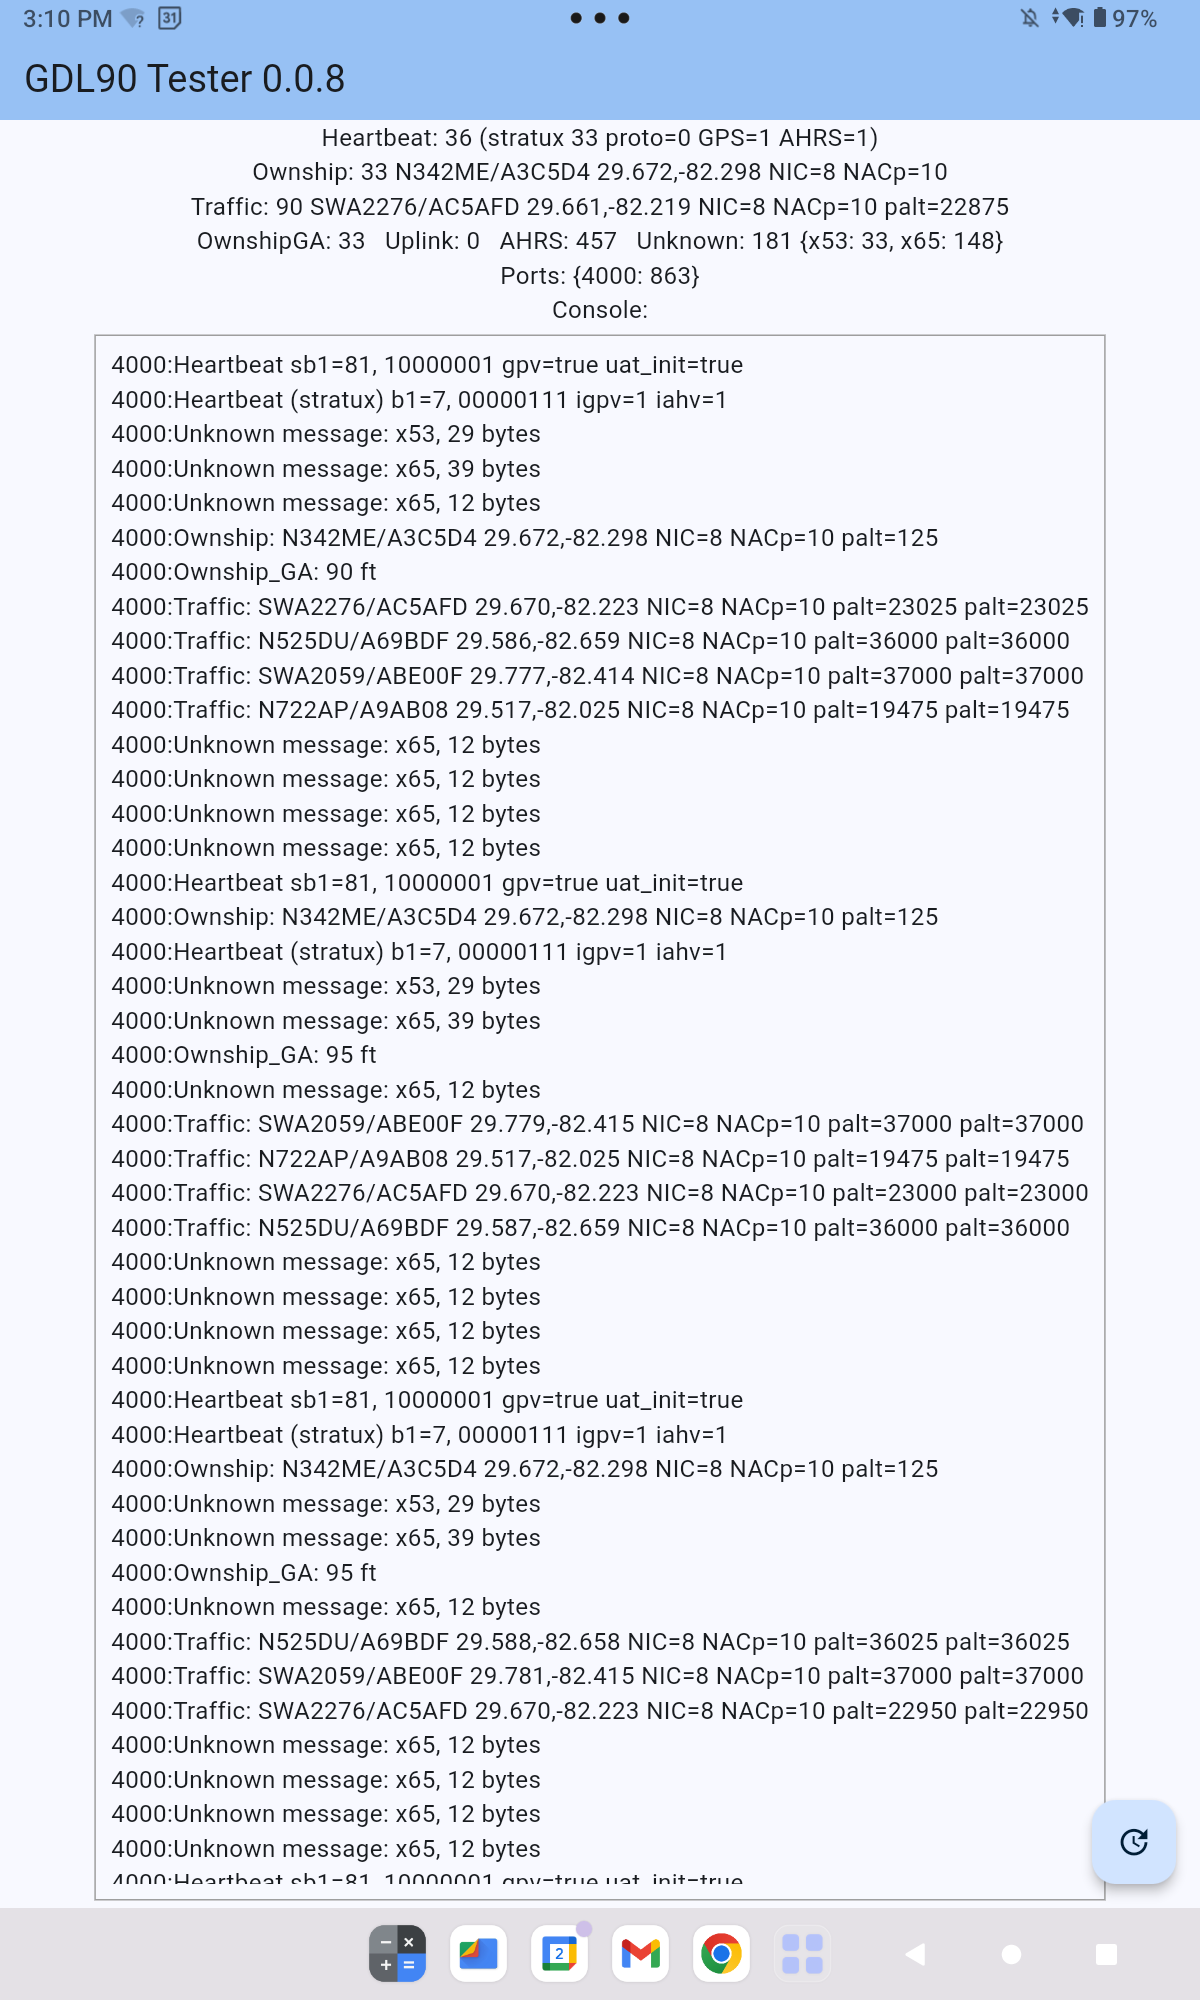 3:10 PM ? 31 97%
GDL90 Tester 0.0.8
Heartbeat: 36 (stratux 33 proto=0 GPS=1 AHRS=1)
Ownship: 33 N342ME/A3C5D4 29.672,-82.298 NIC=8 NACp=10
Traffic: 90 SWA2276/AC5AFD 29.661,-82.219 NIC=8 NACp=10 palt=22875
OwnshipGA: 33 Uplink: 0 AHRS: 457 Unknown: 181 {x53: 33, x65: 148}
Ports: {4000: 863}
Console:
4000:Heartbeat sb1=81, 10000001 gpv=true uat_init=true
4000:Heartbeat (stratux) b1=7, 00000111 igpv=1 iahv=1
4000:Unknown message: x53, 29 bytes
4000:Unknown message: x65, 39 bytes
4000:Unknown message: x65, 12 bytes
4000:Ownship: N342ME/A3C5D4 29.672,-82.298 NIC=8 NACp=10 palt=125
4000:Ownship_GA: 90 ft
4000:Traffic: SWA2276/AC5AFD 29.670,-82.223 NIC=8 NACp=10 palt=23025 palt=23025
4000:Traffic: N525DU/A69BDF 29.586,-82.659 NIC=8 NACp=10 palt=36000 palt=36000
4000:Traffic: SWA2059/ABE00F 29.777,-82.414 NIC=8 NACp=10 palt=37000 palt=37000
4000:Traffic: N722AP/A9AB08 29.517,-82.025 NIC=8 NACp=10 palt=19475 palt=19475
4000:Unknown message: x65, 12 bytes
4000:Unknown message: x65, 12 bytes
4000:Unknown message: x65, 12 bytes
4000:Unknown message: x65, 12 bytes
4000:Heartbeat sb1=81, 10000001 gpv=true uat_init=true
4000:Ownship: N342ME/A3C5D4 29.672,-82.298 NIC=8 NACp=10 palt=125
4000:Heartbeat (stratux) b1=7, 00000111 igpv=1 iahv=1
4000:Unknown message: x53, 29 bytes
4000:Unknown message: x65, 39 bytes
4000:Ownship_GA: 95 ft
4000:Unknown message: x65, 12 bytes
4000:Traffic: SWA2059/ABE00F 29.779,-82.415 NIC=8 NACp=10 palt=37000 palt=37000
4000:Traffic: N722AP/A9AB08 29.517,-82.025 NIC=8 NACp=10 palt=19475 palt=19475
4000:Traffic: SWA2276/AC5AFD 29.670,-82.223 NIC=8 NACp=10 palt=23000 palt=23000
4000:Traffic: N525DU/A69BDF 29.587,-82.659 NIC=8 NACp=10 palt=36000 palt=36000
4000:Unknown message: x65, 12 bytes
4000:Unknown message: x65, 12 bytes
4000:Unknown message: x65, 12 bytes
4000:Unknown message: x65, 12 bytes
4000:Heartbeat sb1=81, 10000001 gpv=true uat_init=true
4000:Heartbeat (stratux) b1=7, 00000111 igpv=1 iahv=1
4000:Ownship: N342ME/A3C5D4 29.672,-82.298 NIC=8 NACp=10 palt=125
4000:Unknown message: x53, 29 bytes
4000:Unknown message: x65, 39 bytes
4000:Ownship_GA: 95 ft
4000:Unknown message: x65, 12 bytes
4000:Traffic: N525DU/A69BDF 29.588,-82.658 NIC=8 NACp=10 palt=36025 palt=36025
4000:Traffic: SWA2059/ABE00F 29.781,-82.415 NIC=8 NACp=10 palt=37000 palt=37000
4000:Traffic: SWA2276/AC5AFD 29.670,-82.223 NIC=8 NACp=10 palt=22950 palt=22950
4000:Unknown message: x65, 12 bytes
4000:Unknown message: x65, 12 bytes
4000:Unknown message: x65, 12 bytes
4000:Unknown message: x65, 12 bytes
4000:Heartbeat sb1=81, 10000001 gpv=true uat_init=true
2